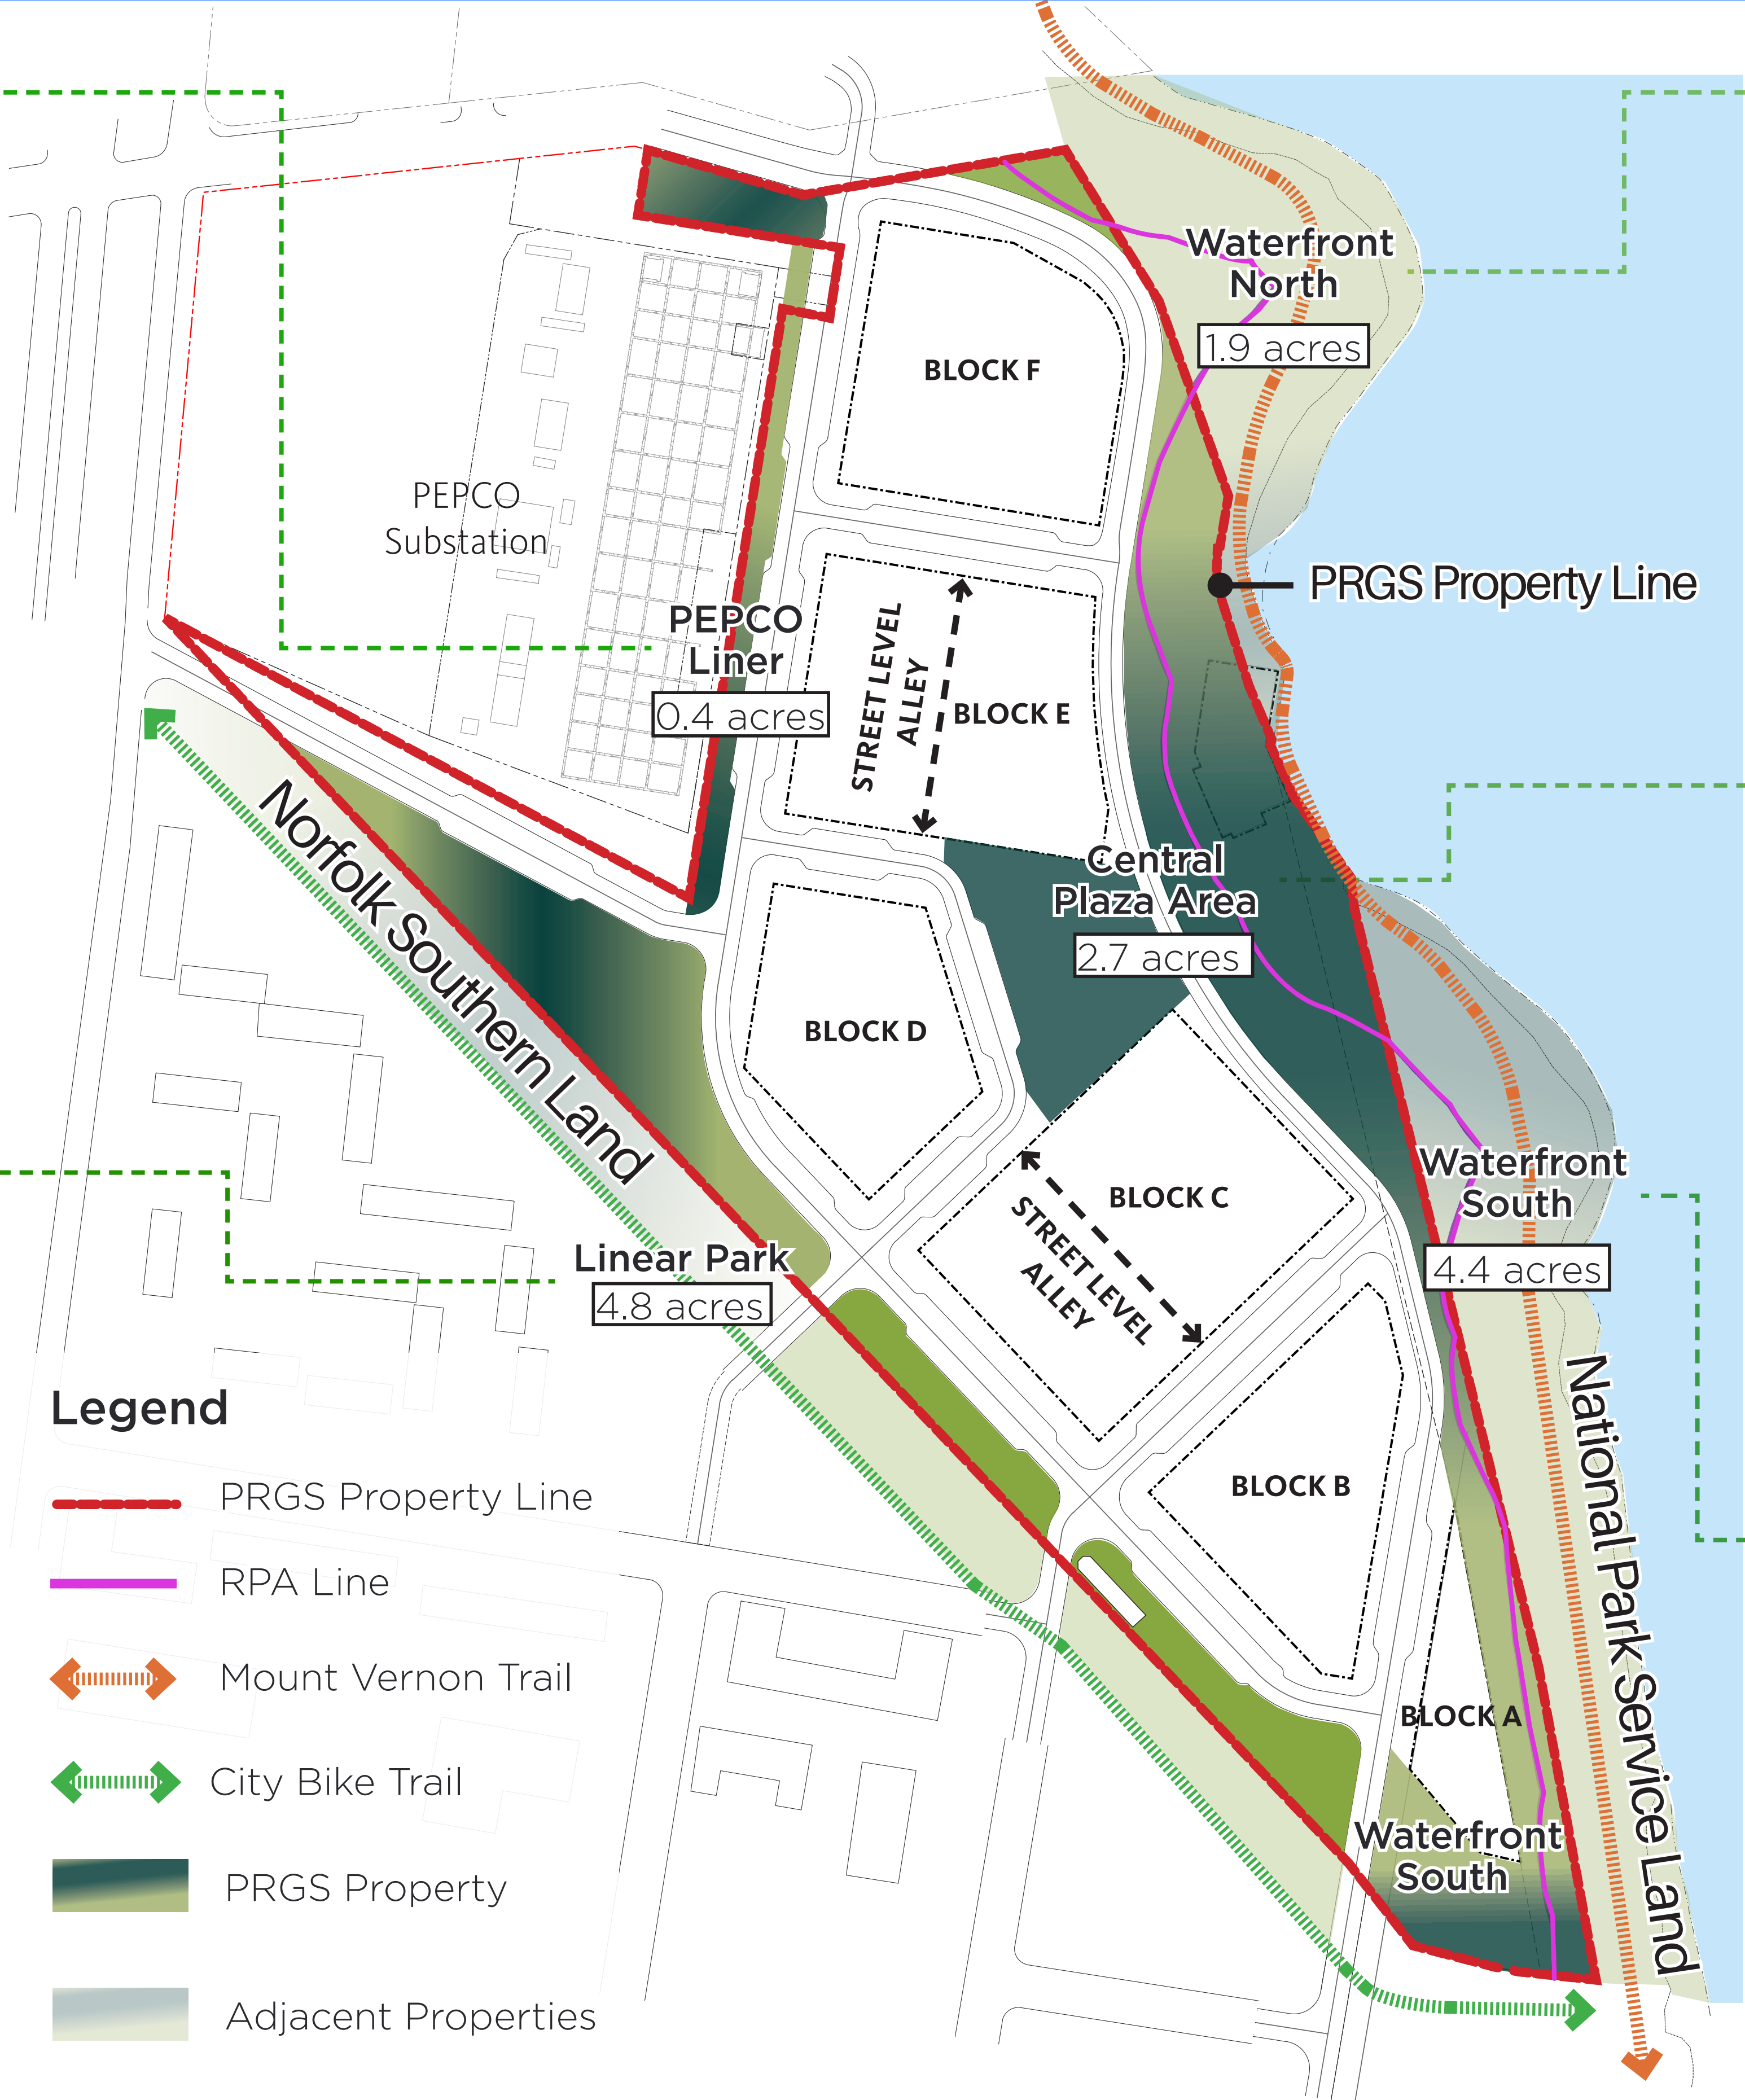 Waterfront
North
1.9 acres
BLOCK F
PEPCO
Substation
PRGS Property Line
PEPCO
Liner
0.4 acres
STREET LEVEL
ALLEY
BLOCK E
Central
Plaza Area
2.7 acres
Norfolk Southern Land
BLOCK D
Waterfront
South
4.4 acres
BLOCK C
STREET LEVEL
ALLEY
Linear Park
4.8 acres
BLOCK B
National Park Service Land
BLOCK A
Waterfront
South
Legend
PRGS Property Line
RPA Line
Mount Vernon Trail
City Bike Trail
PRGS Property
Adjacent Properties